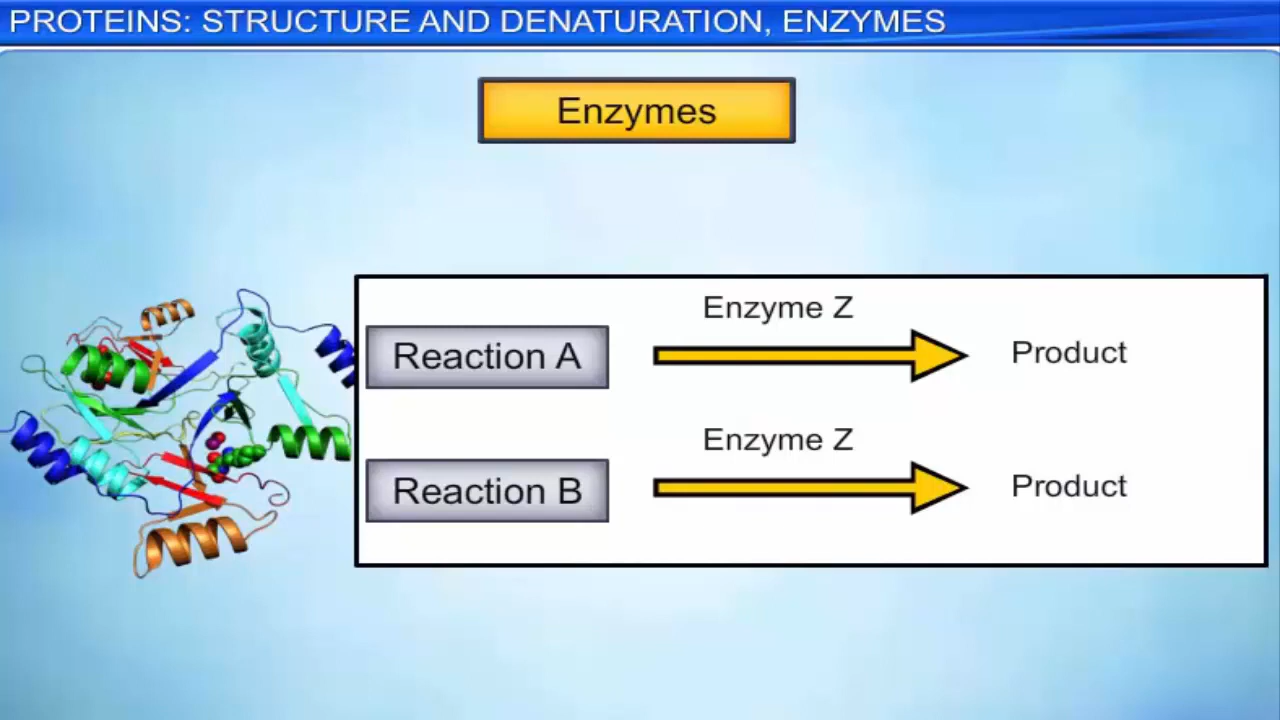 PROTEINS: STRUCTURE AND DENATURATION, ENZYMES
Enzymes
Enzyme Z
Reaction A
Product
Enzyme Z
Reaction B
Product